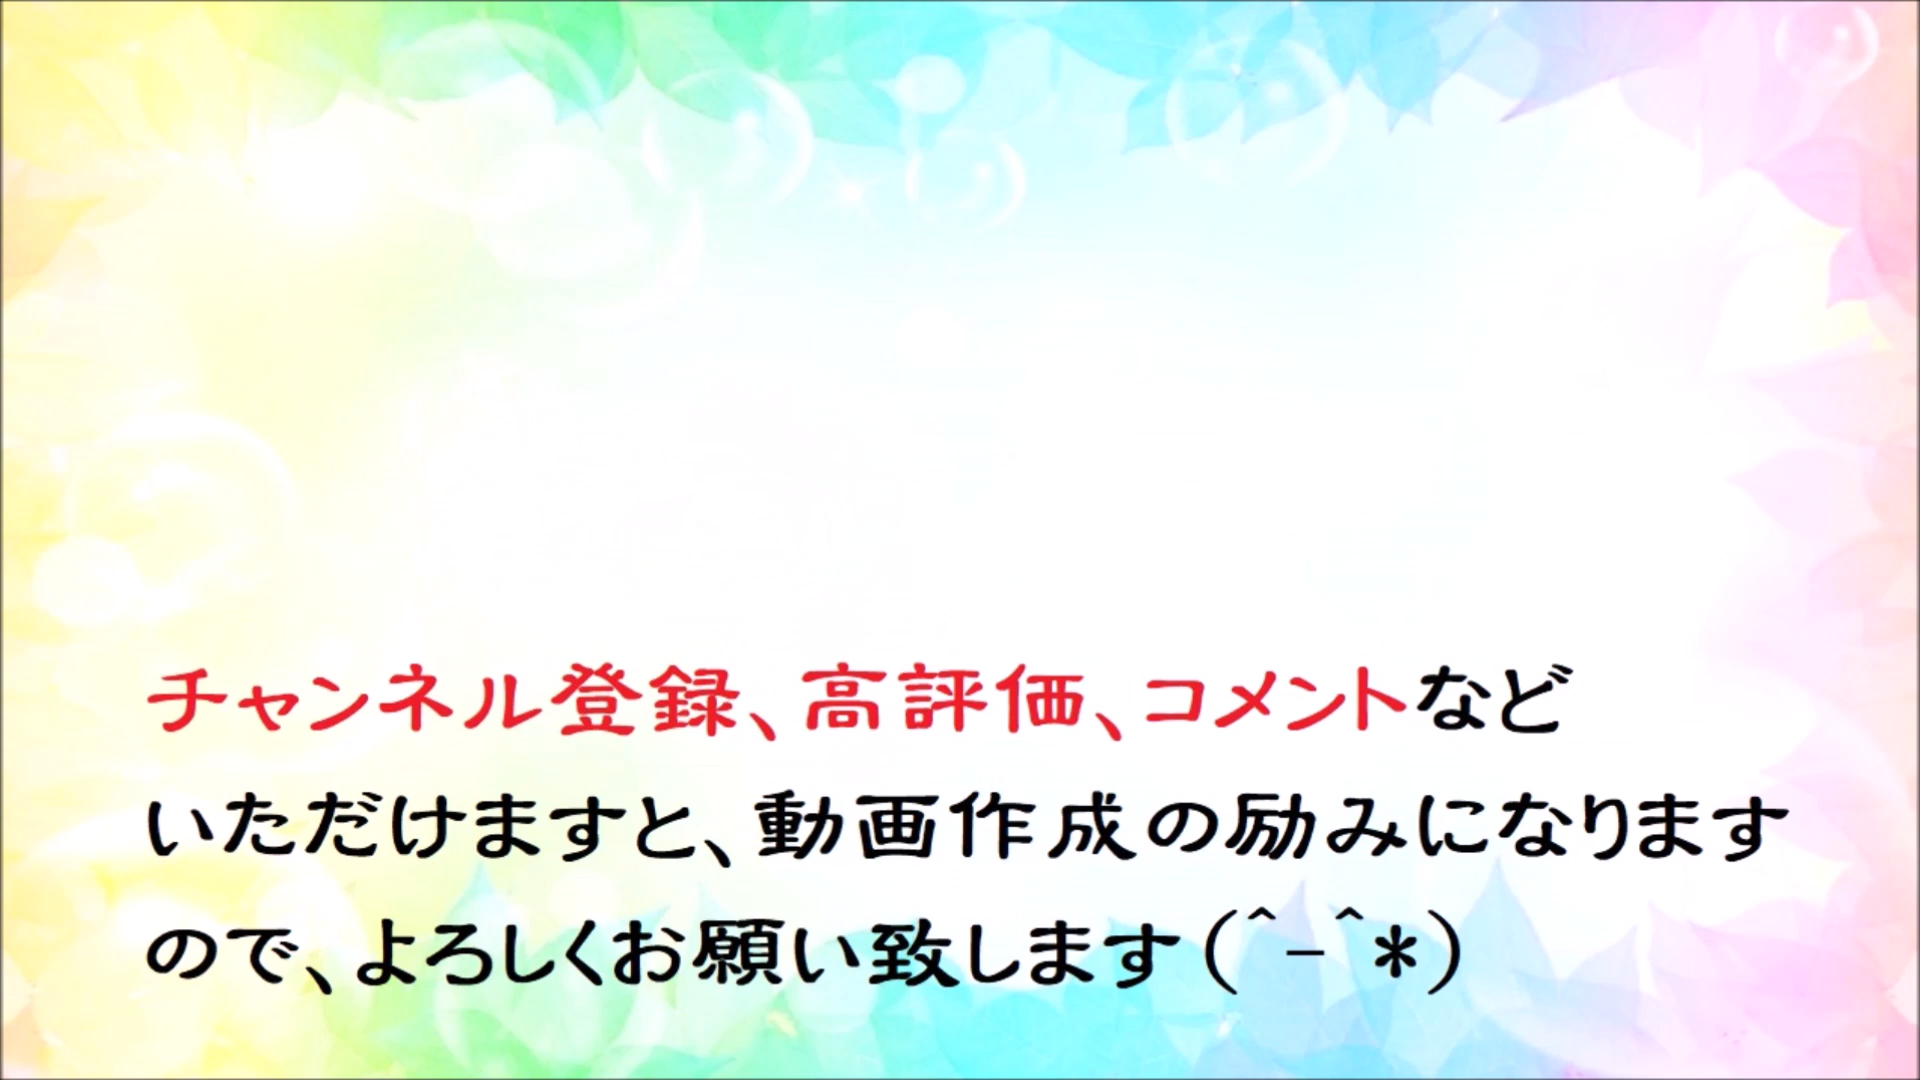 チャンネル登録、高評価、コメントなど
いただけますと、動画作成の励みになります
ので、よろしくお願い致します(^-^*)